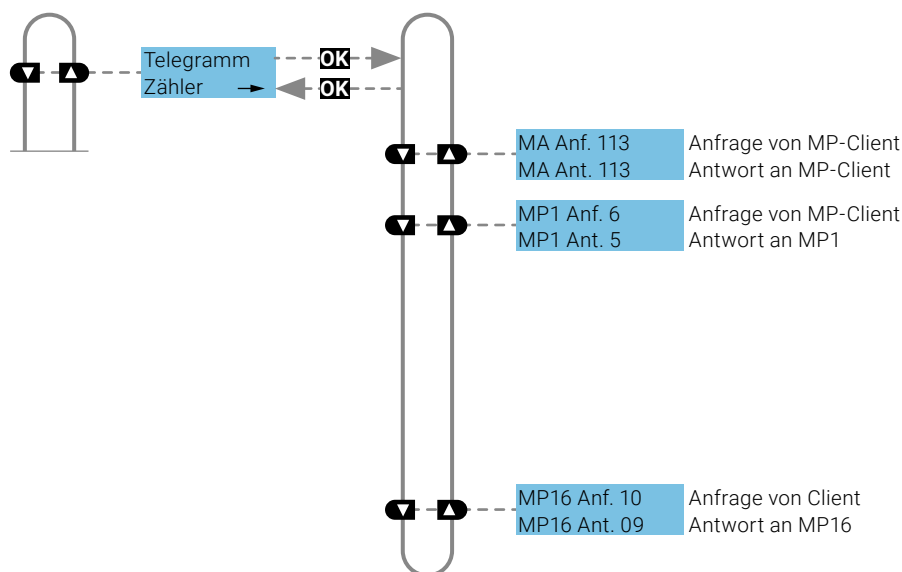 Telegramm
Zähler
OK
OK
MA Anf. 113 Anfrage von MP-Client
MA Ant. 113 Antwort an MP-Client
MP1 Anf. 6 Anfrage von MP-Client
MP1 Ant. 5 Antwort an MP1
MP16 Anf. 10 Anfrage von Client
MP16 Ant. 09 Antwort an MP16